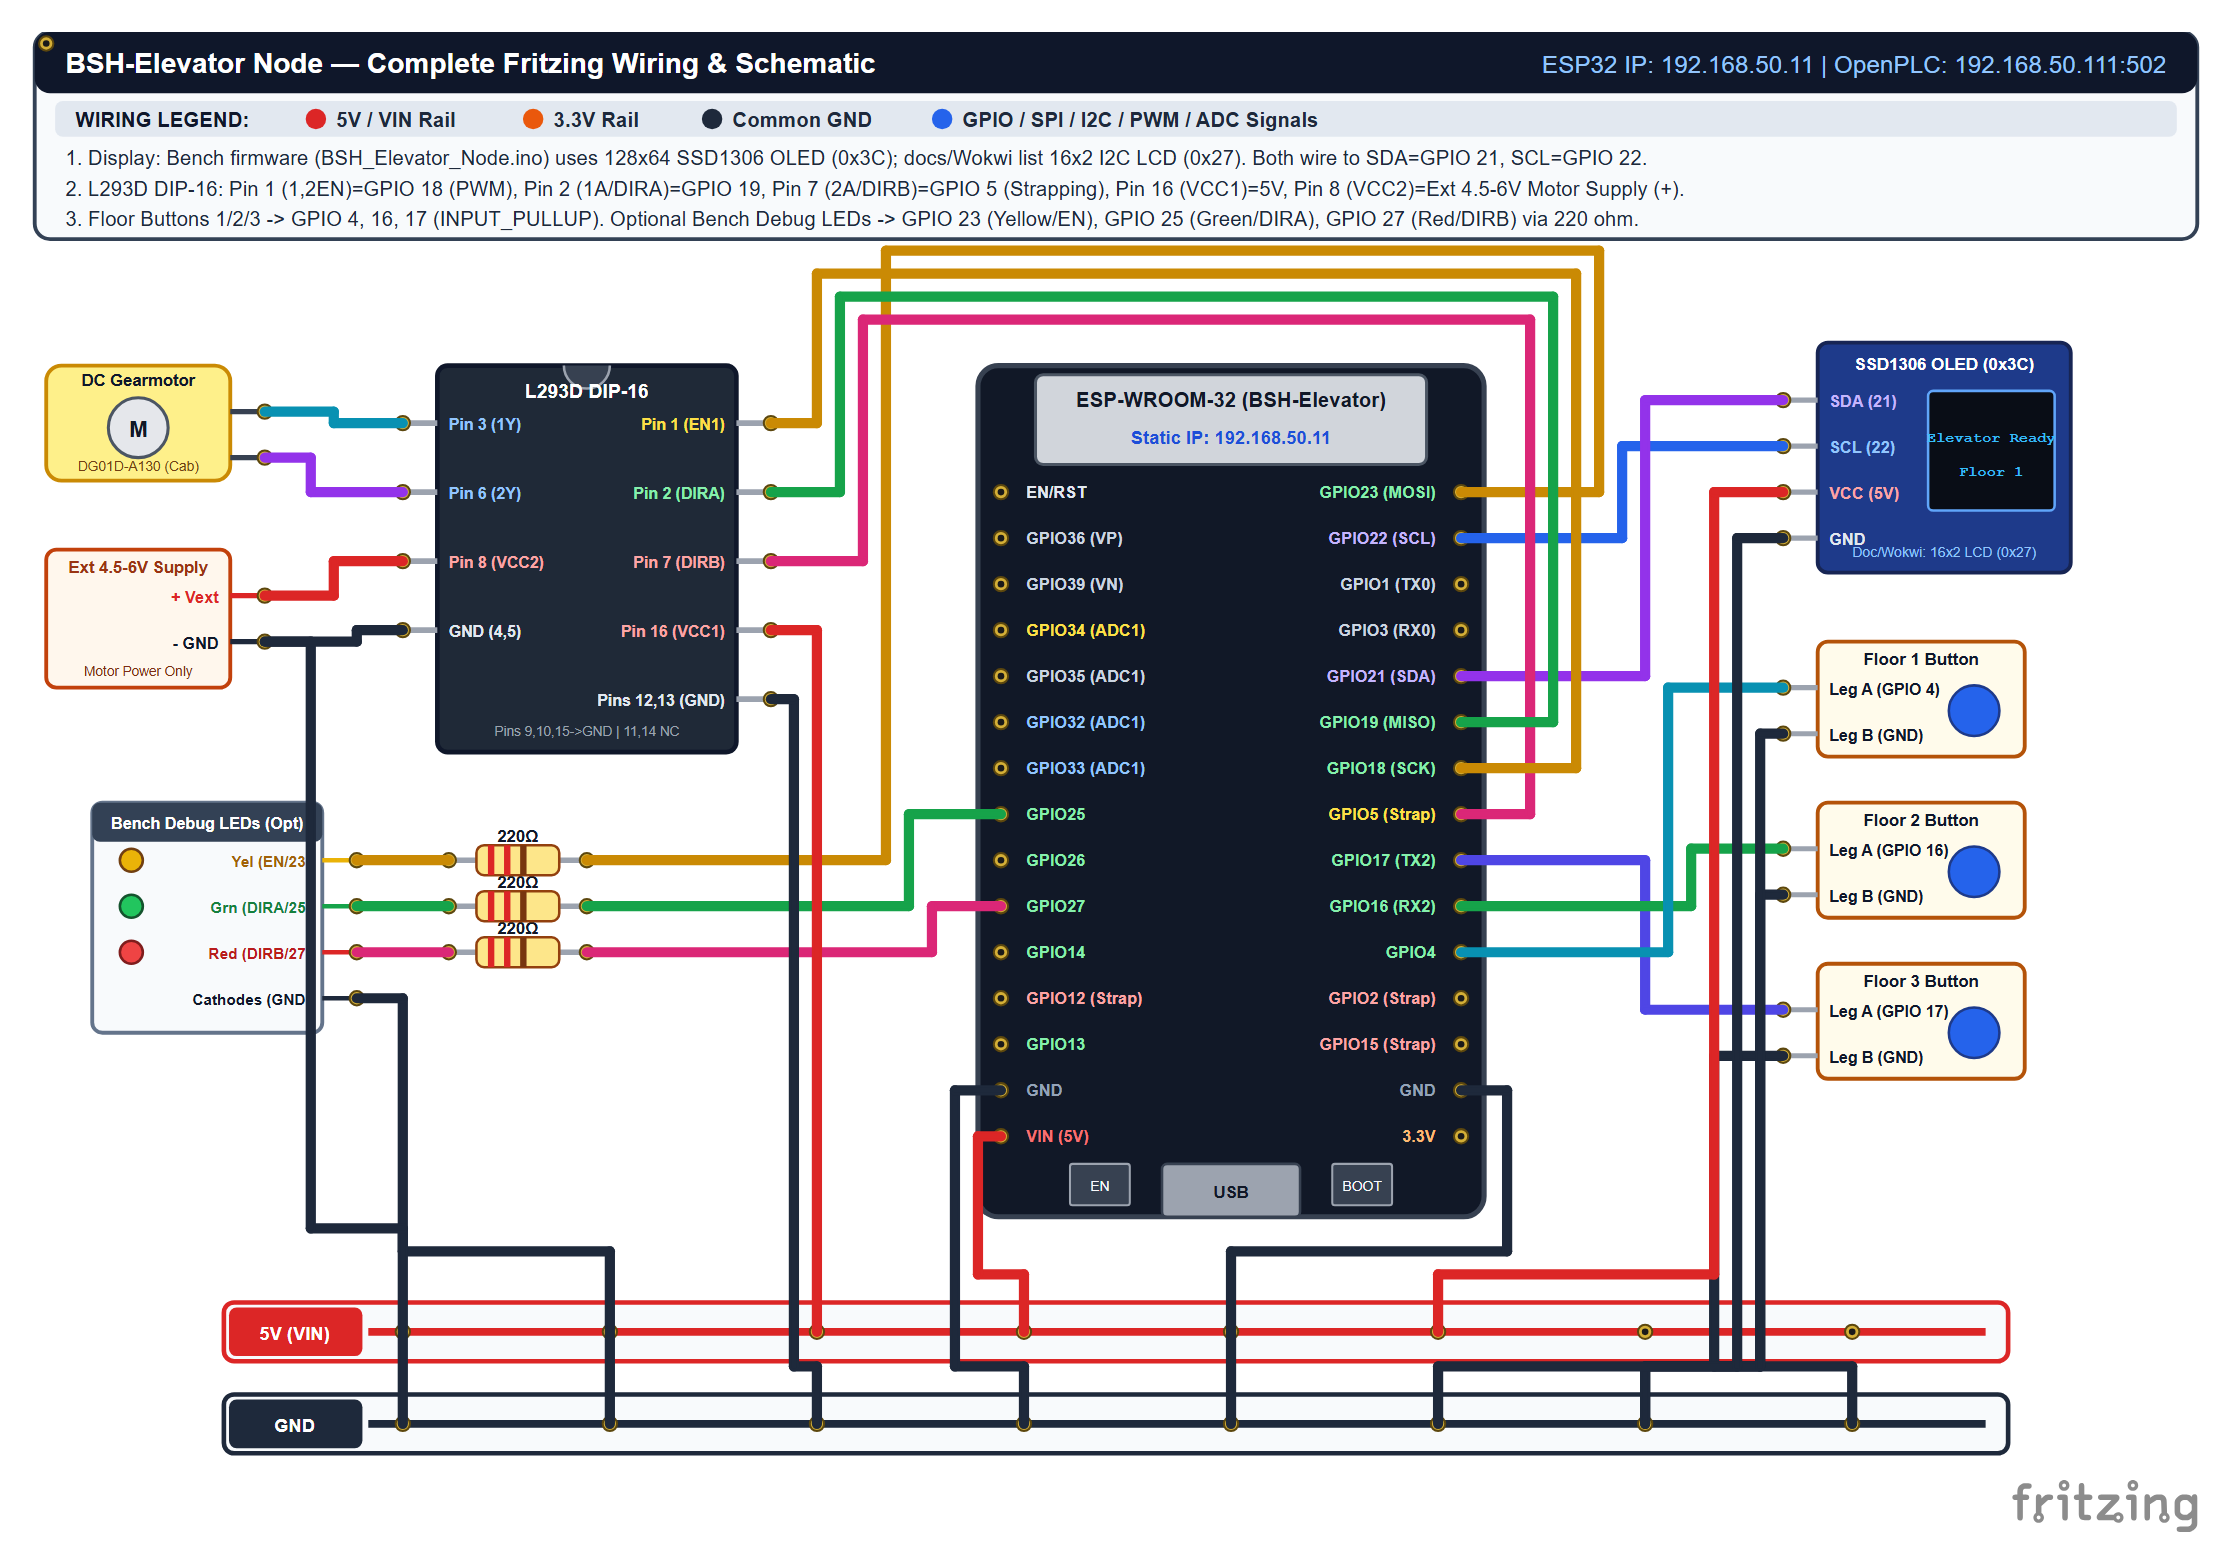 BSH-Elevator Node — Complete Fritzing Wiring & Schematic
ESP32 IP: 192.168.50.11 | OpenPLC: 192.168.50.111:502
WIRING LEGEND: 5V / VIN Rail 3.3V Rail Common GND GPIO / SPI / I2C / PWM / ADC Signals
1. Display: Bench firmware (BSH_Elevator_Node.ino) uses 128x64 SSD1306 OLED (0x3C); docs/Wokwi list 16x2 I2C LCD (0x27). Both wire to SDA=GPIO 21, SCL=GPIO 22.
2. L293D DIP-16: Pin 1 (1,2EN)=GPIO 18 (PWM), Pin 2 (1A/DIRA)=GPIO 19, Pin 7 (2A/DIRB)=GPIO 5 (Strapping), Pin 16 (VCC1)=5V, Pin 8 (VCC2)=Ext 4.5-6V Motor Supply (+).
3. Floor Buttons 1/2/3 -> GPIO 4, 16, 17 (INPUT_PULLUP). Optional Bench Debug LEDs -> GPIO 23 (Yellow/EN), GPIO 25 (Green/DIRA), GPIO 27 (Red/DIRB) via 220 ohm.
DC Gearmotor
M
DG01D-A130 (Cab)
Ext 4.5-6V Supply
+ Vext
- GND
Motor Power Only
L293D DIP-16
Pin 3 (1Y)
Pin 1 (EN1)
Pin 6 (2Y)
Pin 2 (DIRA)
Pin 8 (VCC2)
Pin 7 (DIRB)
GND (4,5)
Pin 16 (VCC1)
Pins 12,13 (GND)
Pins 9,10,15->GND | 11,14 NC
Bench Debug LEDs (Opt)
Yel (EN/23
Grn (DIRA/25
Red (DIRB/27
Cathodes (GND
220Ω
220Ω
220Ω
ESP-WROOM-32 (BSH-Elevator)
Static IP: 192.168.50.11
EN/RST
GPIO23 (MOSI)
GPIO36 (VP)
GPIO22 (SCL)
GPIO39 (VN)
GPIO1 (TX0)
GPIO34 (ADC1)
GPIO3 (RX0)
GPIO35 (ADC1)
GPIO21 (SDA)
GPIO32 (ADC1)
GPIO19 (MISO)
GPIO33 (ADC1)
GPIO18 (SCK)
GPIO25
GPIO5 (Strap)
GPIO26
GPIO17 (TX2)
GPIO27
GPIO16 (RX2)
GPIO14
GPIO4
GPIO12 (Strap)
GPIO2 (Strap)
GPIO13
GPIO15 (Strap)
GND
GND
VIN (5V)
3.3V
EN
USB
BOOT
SSD1306 OLED (0x3C)
SDA (21)
SCL (22)
VCC (5V)
GND
Elevator Ready
Floor 1
Doc/Wokwi: 16x2 LCD (0x27)
Floor 1 Button
Leg A (GPIO 4)
Leg B (GND)
Floor 2 Button
Leg A (GPIO 16)
Leg B (GND)
Floor 3 Button
Leg A (GPIO 17)
Leg B (GND)
5V (VIN)
GND
fritzing